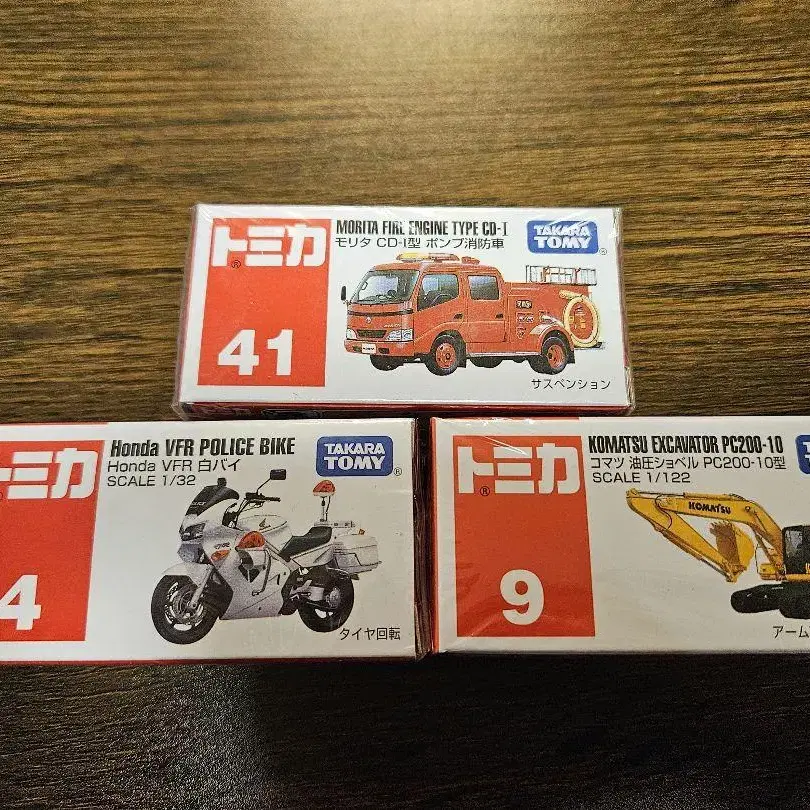 トミカ
41
MORITA FIRE ENGINE TYPE CD-I
モリタ CD-I型 ポンプ消防車
TAKARA
TOMY
サスペンション
トミカ
4
Honda VFR POLICE BIKE
Honda VFR 白バイ
SCALE 1/32
TAKARA
TOMY
タイヤ回転
トミカ
9
KOMATSU EXCAVATOR PC200-10
コマツ 油圧ショベル PC200-10型
SCALE 1/122
KOMATSU
アーム